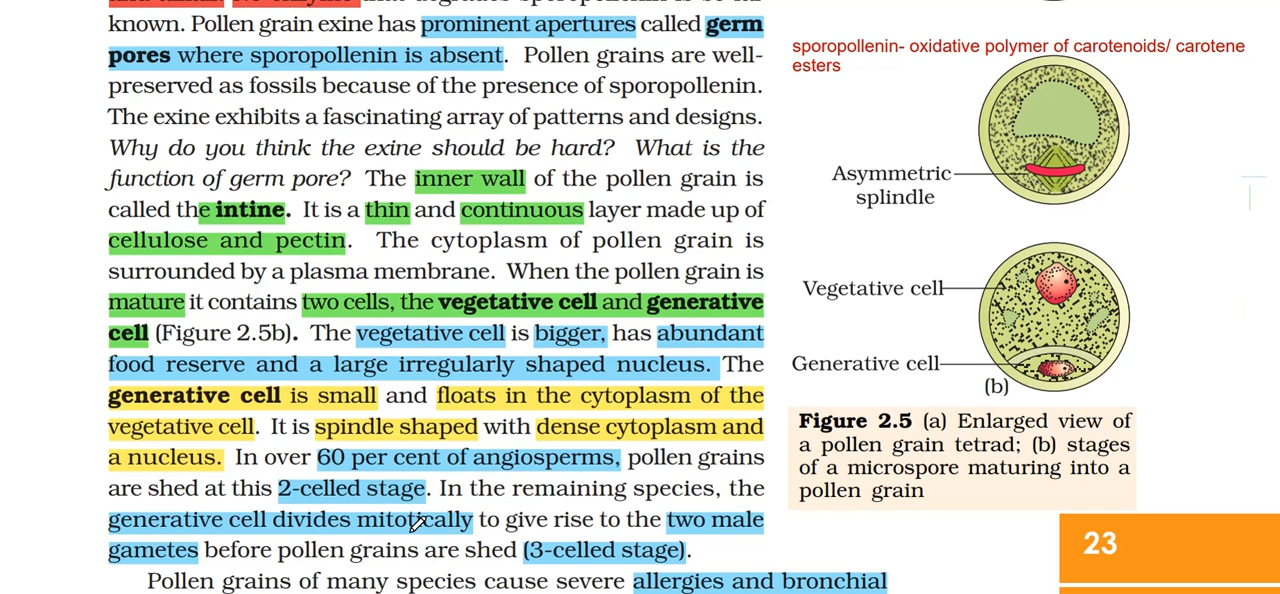 known. Pollen grain exine has prominent apertures called germ
pores where sporopollenin is absent. Pollen grains are well-
preserved as fossils because of the presence of sporopollenin.
The exine exhibits a fascinating array of patterns and designs.
Why do you think the exine should be hard? What is the
function of germ pore? The inner wall of the pollen grain is
called the intine. It is a thin and continuous layer made up of
cellulose and pectin. The cytoplasm of pollen grain is
surrounded by a plasma membrane. When the pollen grain is
mature it contains two cells, the vegetative cell and generative
cell (Figure 2.5b). The vegetative cell is bigger, has abundant
food reserve and a large irregularly shaped nucleus. The
generative cell is small and floats in the cytoplasm of the
vegetative cell. It is spindle shaped with dense cytoplasm and
a nucleus. In over 60 per cent of angiosperms, pollen grains
are shed at this 2-celled stage. In the remaining species, the
generative cell divides mitotically to give rise to the two male
gametes before pollen grains are shed (3-celled stage).
Pollen grains of many species cause severe allergies and bronchial
sporopollenin- oxidative polymer of carotenoids/ carotene
esters
Asymmetric
spindle
Vegetative cell
Generative cell
(b)
Figure 2.5 (a) Enlarged view of
a pollen grain tetrad; (b) stages
of a microspore maturing into a
pollen grain
23